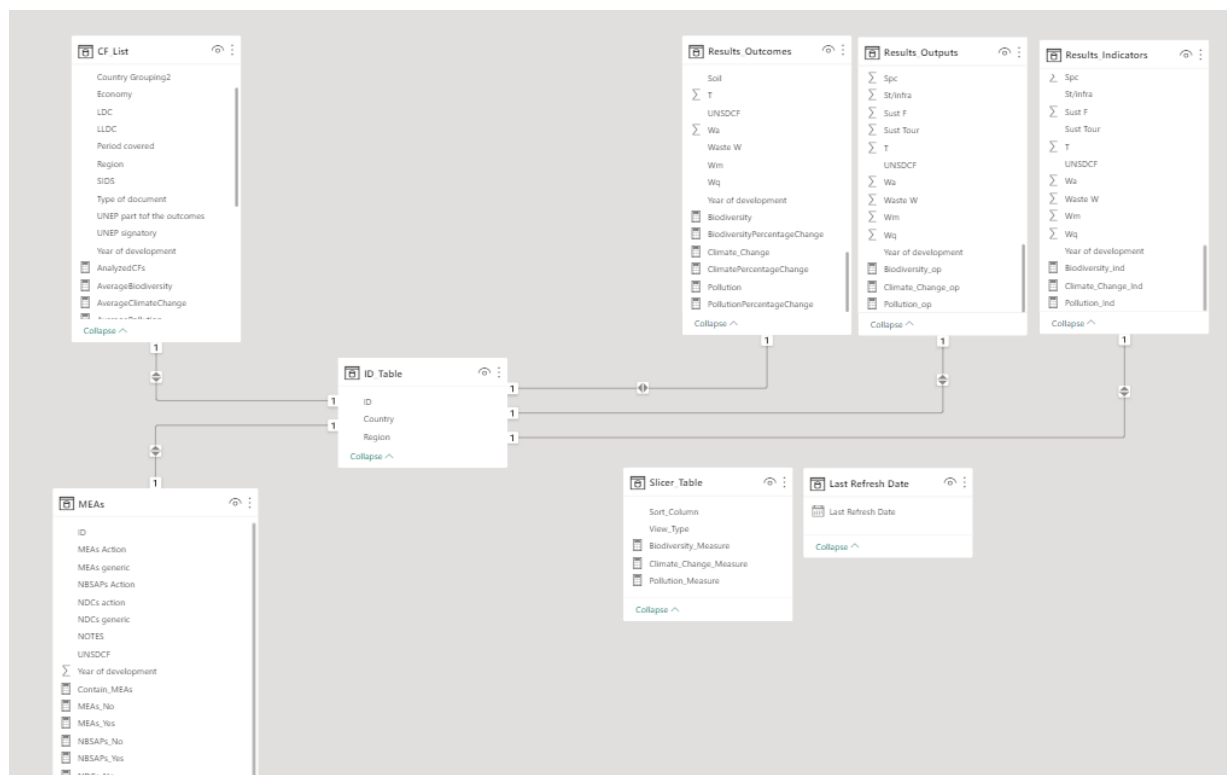 CF_List
Country Grouping2
Economy
LDC
LLDC
Period covered
Region
SIDS
Type of document
UNEP part tof the outcomes
UNEP signatory
Year of development
AnalyzedCFs
AverageBiodiversity
AverageClimateChange
AveragePollution
Collapse
1
Results_Outcomes
Soil
T
UNSDCF
Wa
Waste W
Wm
Wq
Year of development
Biodiversity
BiodiversityPercentageChange
Climate_Change
ClimatePercentageChange
Pollution
PollutionPercentageChange
Collapse
1
Results_Outputs
Spc
St/infra
Sust F
Sust Tour
T
UNSDCF
Wa
Waste W
Wm
Wq
Year of development
Biodiversity_op
Climate_Change_op
Pollution_op
Collapse
1
Results_Indicators
Spc
St/infra
Sust F
Sust Tour
T
UNSDCF
Wa
Waste W
Wm
Wq
Year of development
Biodiversity_ind
Climate_Change_Ind
Pollution_Ind
Collapse
1
ID_Table
ID
Country
Region
Collapse
1
1
1
1
1
1
MEAs
ID
MEAs Action
MEAs generic
NBSAPs Action
NDCs action
NDCs generic
NOTES
UNSDCF
Year of development
Contain_MEAs
MEAs_No
MEAs_Yes
NBSAPs_No
NBSAPs_Yes
Slicer_Table
Sort_Column
View_Type
Biodiversity_Measure
Climate_Change_Measure
Pollution_Measure
Collapse
Last Refresh Date
Last Refresh Date
Collapse